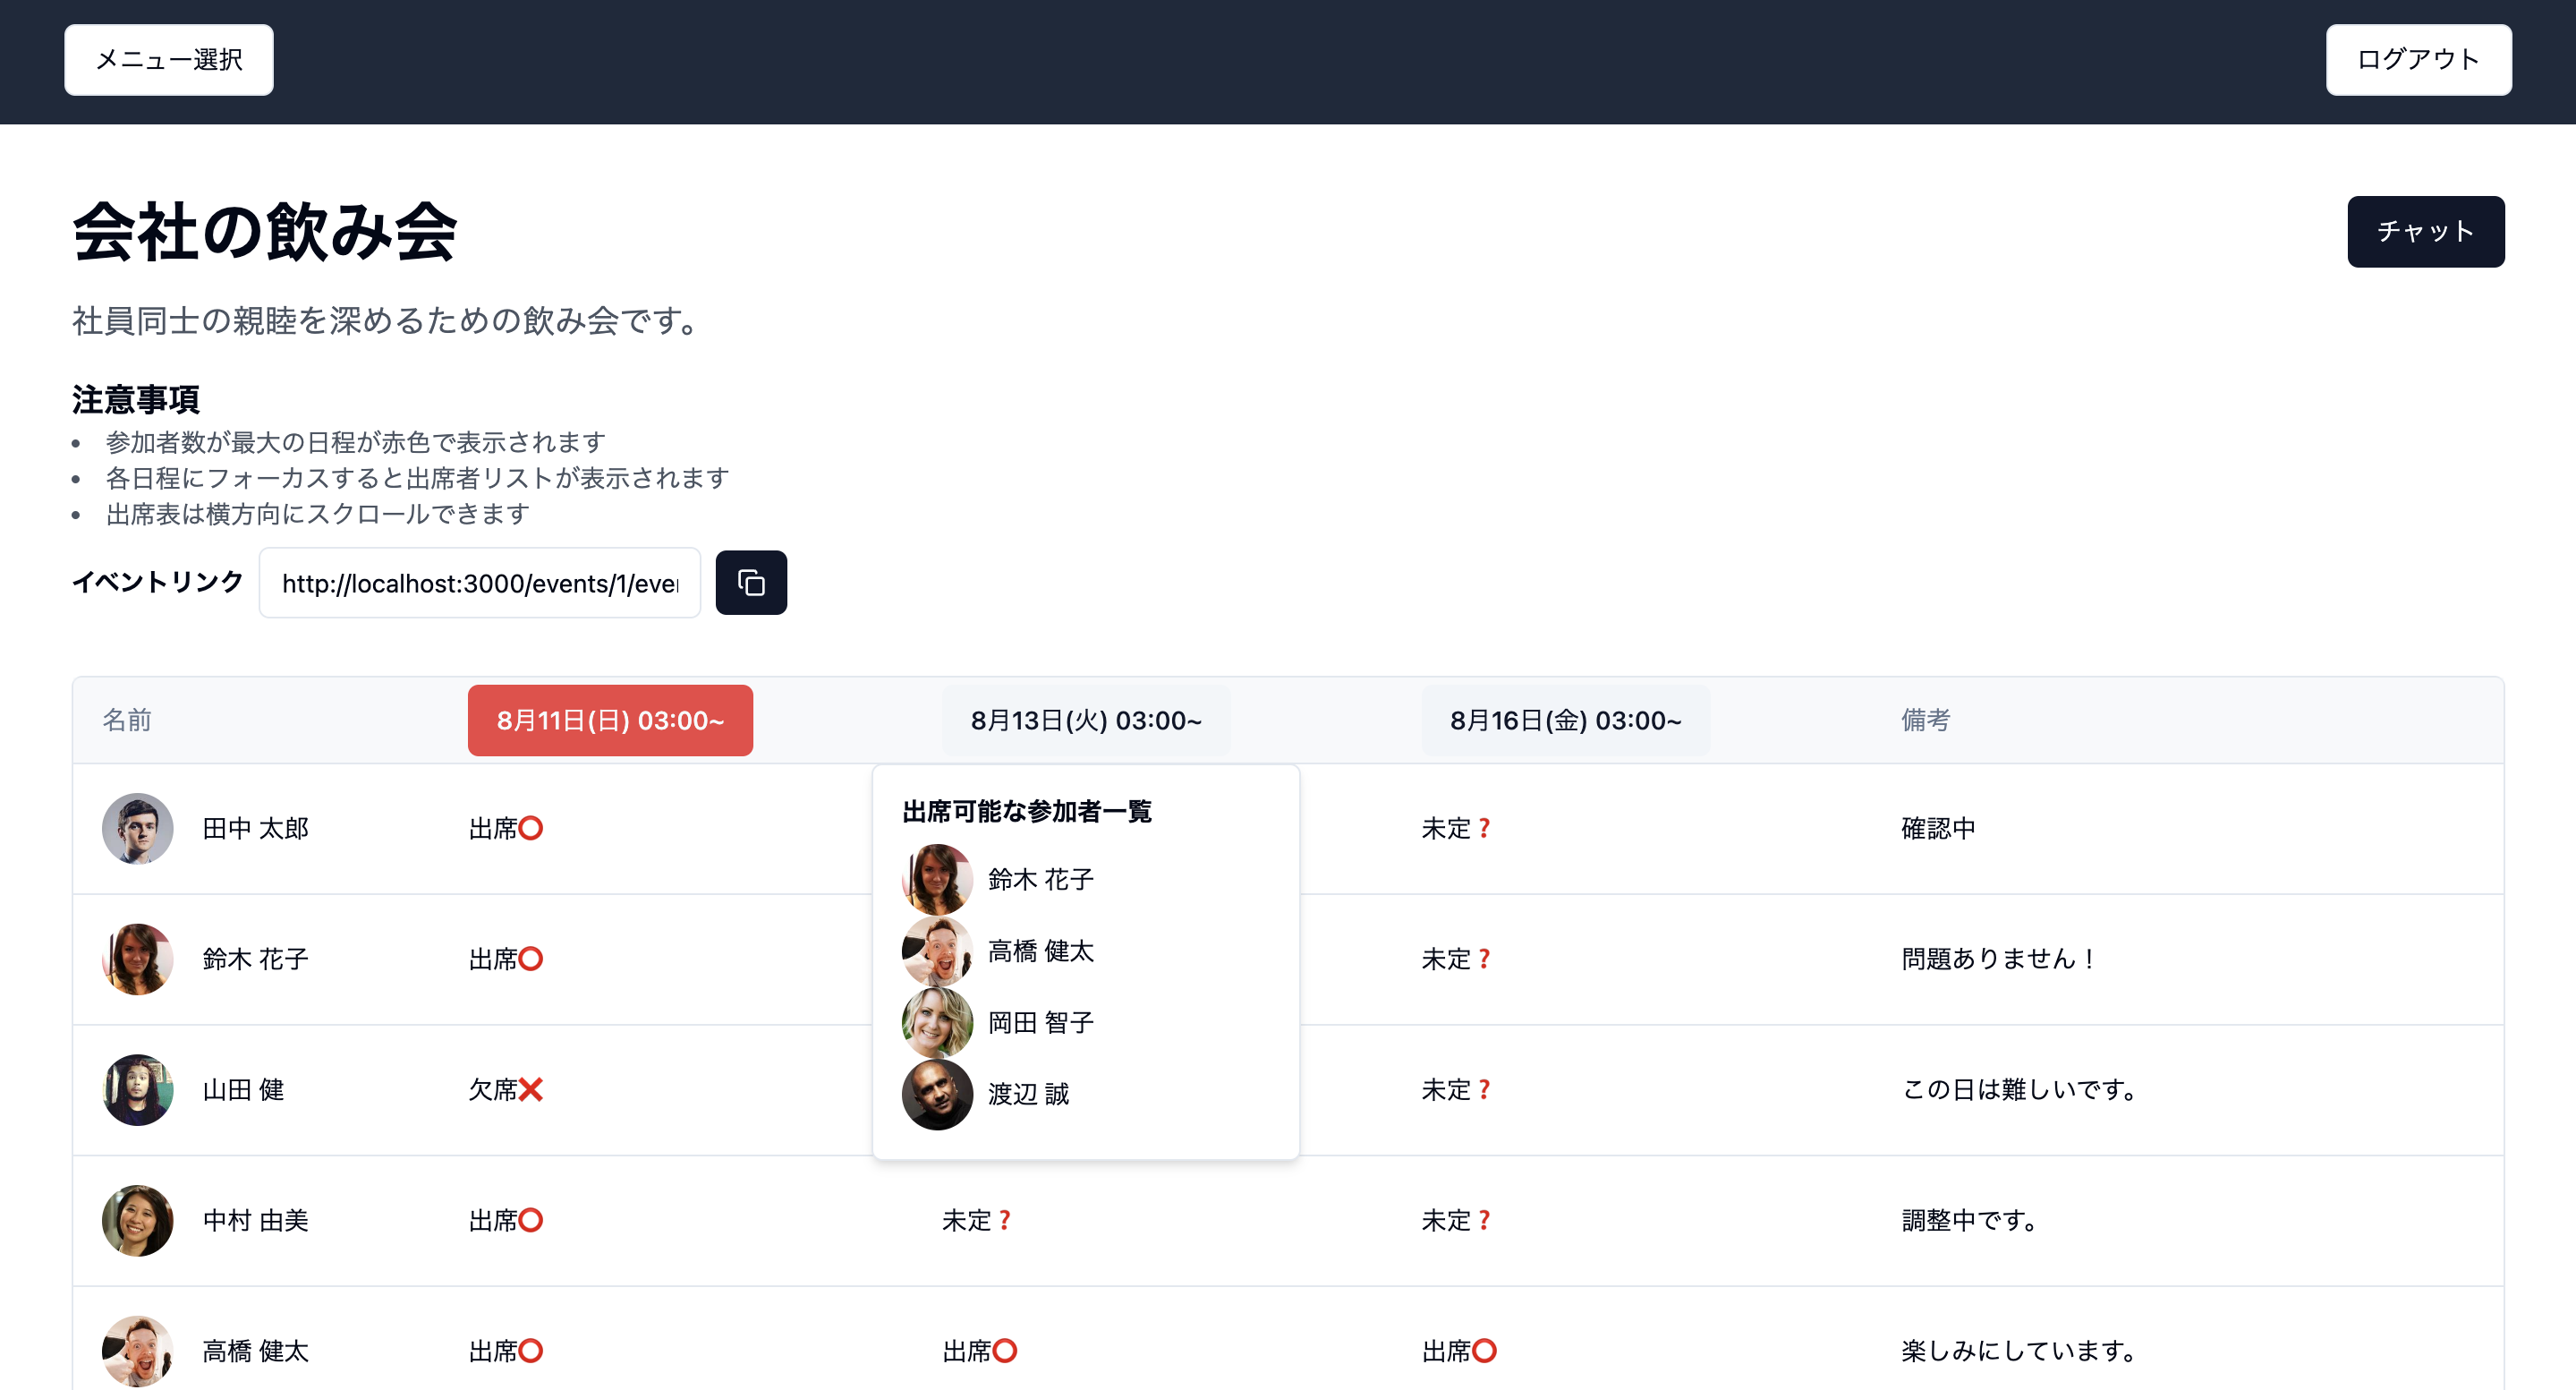 メニュー選択
ログアウト
会社の飲み会
チャット
社員同士の親睦を深めるための飲み会です。
注意事項
• 参加者数が最大の日程が赤色で表示されます
• 各日程にフォーカスすると出席者リストが表示されます
• 出席表は横方向にスクロールできます
イベントリンク http://localhost:3000/events/1/eve
名前 8月11日(日) 03:00~ 8月13日(火) 03:00~ 8月16日(金) 03:00~ 備考
田中 太郎 出席⭕ 未定❓ 確認中
鈴木 花子 出席⭕ 未定❓ 問題ありません！
山田 健 欠席❌ 未定❓ この日は難しいです。
出席可能な参加者一覧
鈴木 花子
高橋 健太
岡田 智子
渡辺 誠
中村 由美 出席⭕ 未定❓ 未定❓ 調整中です。
高橋 健太 出席⭕ 出席⭕ 出席⭕ 楽しみにしています。